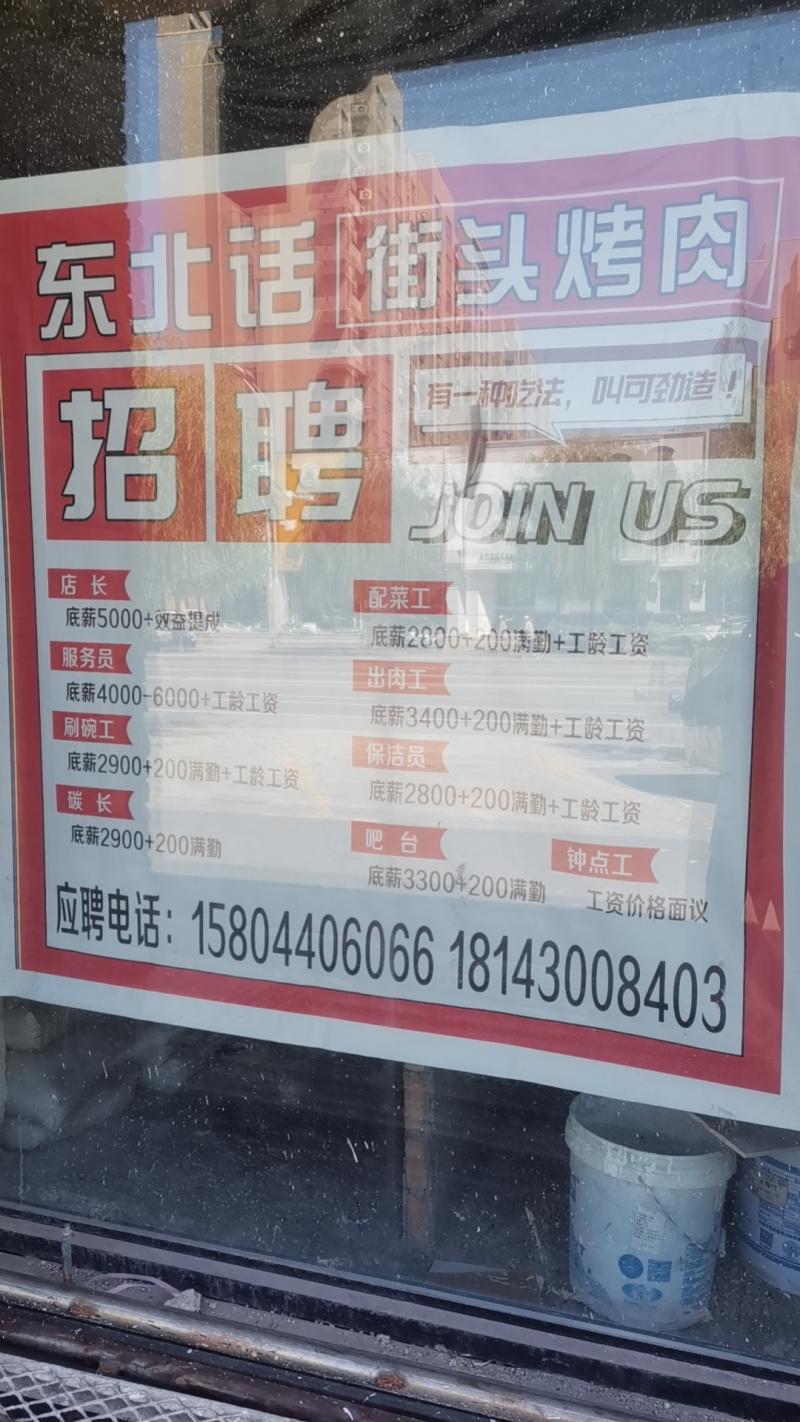 东北话 街头烤肉
招聘
有一种吃法，叫可劲造！
JOIN US
店长
底薪5000+效益提成
服务员
底薪4000-6000+工龄工资
刷碗工
底薪2900+200满勤+工龄工资
碳长
底薪2900+200满勤
配菜工
底薪2800+200满勤+工龄工资
出肉工
底薪3400+200满勤+工龄工资
保洁员
底薪2800+200满勤+工龄工资
吧台
底薪3300+200满勤
钟点工
工资价格面议
应聘电话：15804406066 18143008403